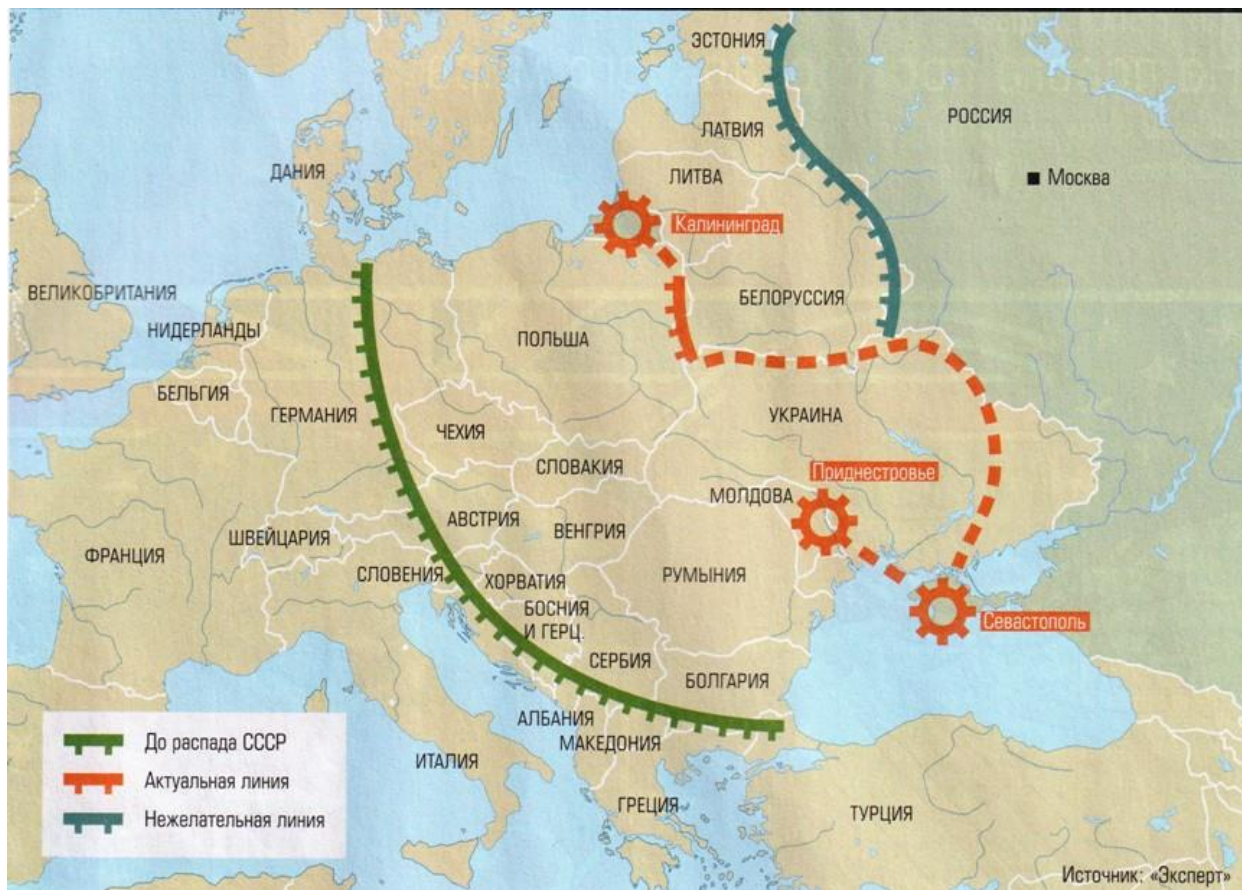 ЭСТОНИЯ
РОССИЯ
ЛАТВИЯ
ДАНИЯ
ЛИТВА
Москва
Калининград
ВЕЛИКОБРИТАНИЯ
БЕЛОРУССИЯ
НИДЕРЛАНДЫ
ПОЛЬША
БЕЛЬГИЯ
ГЕРМАНИЯ
УКРАИНА
ЧЕХИЯ
СЛОВАКИЯ
Приднестровье
МОЛДОВА
АВСТРИЯ
ВЕНГРИЯ
ШВЕЙЦАРИЯ
ФРАНЦИЯ
СЛОВЕНИЯ
ХОРВАТИЯ
РУМЫНИЯ
БОСНИЯ
И ГЕРЦ.
Севастополь
СЕРБИЯ
БОЛГАРИЯ
АЛБАНИЯ
МАКЕДОНИЯ
ИТАЛИЯ
ГРЕЦИЯ
ТУРЦИЯ
До распада СССР
Актуальная линия
Нежелательная линия
Источник: «Эксперт»